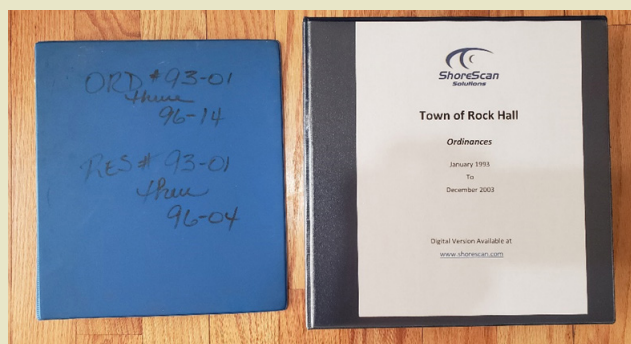 ORD # 93-01
thru
96-14
RES # 93-01
thru
96-04
ShoreScan
Solutions
Town of Rock Hall
Ordinances
January 1993
To
December 2003
Digital Version Available at
www.shorescan.com